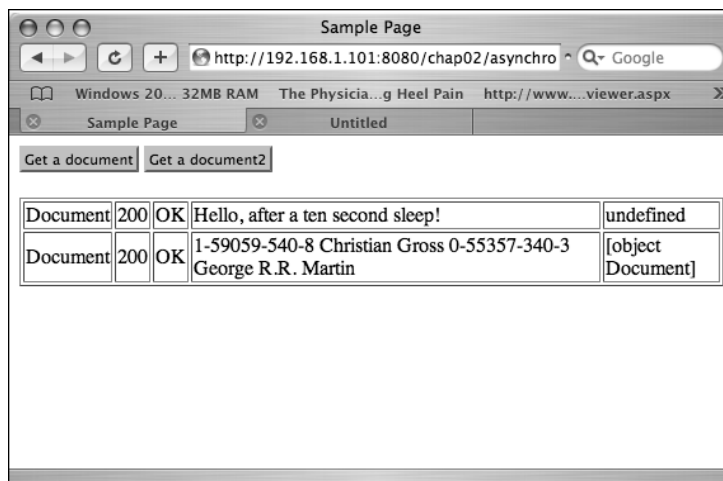 Sample Page
http://192.168.1.101:8080/chap02/asynchro
Google
Windows 20... 32MB RAM The Physicia...g Heel Pain http://www....viewer.aspx
Sample Page Untitled
Get a document Get a document2
Document 200 OK Hello, after a ten second sleep! undefined
Document 200 OK 1-59059-540-8 Christian Gross 0-55357-340-3 [object
George R.R. Martin Document]